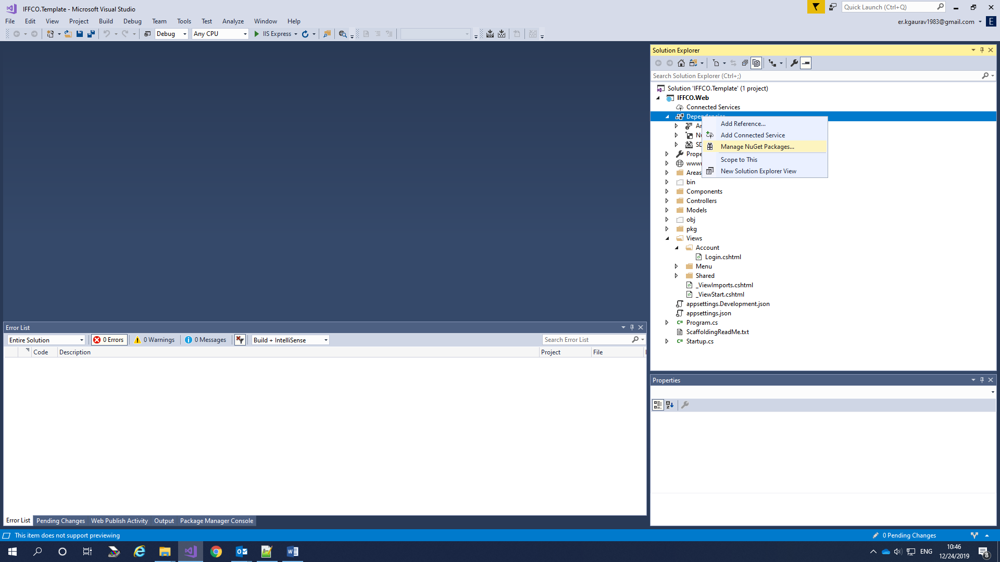 IFFCO.Template - Microsoft Visual Studio
Quick Launch (Ctrl+Q)
File Edit View Project Build Debug Team Tools Test Analyze Window Help
er.kgaurav1983@gmail.com E
Debug Any CPU IIS Express
Solution Explorer
Search Solution Explorer (Ctrl+;)
Solution 'IFFCO.Template' (1 project)
IFFCO.Web
Connected Services
Dependencies
Add Reference...
Add Connected Service
Manage NuGet Packages...
Scope to This
New Solution Explorer View
Areas
bin
Components
Controllers
Models
obj
pkg
Views
Account
Login.cshtml
Menu
Shared
_ViewImports.cshtml
_ViewStart.cshtml
appsettings.Development.json
appsettings.json
C# Program.cs
ScaffoldingReadMe.txt
C# Startup.cs
Error List
Entire Solution 0 Errors 0 Warnings 0 Messages Build + IntelliSense Search Error List
Code Description Project File
Properties
Error List Pending Changes Web Publish Activity Output Package Manager Console
This item does not support previewing 0 Pending Changes
ENG
10:46
12/24/2019
8